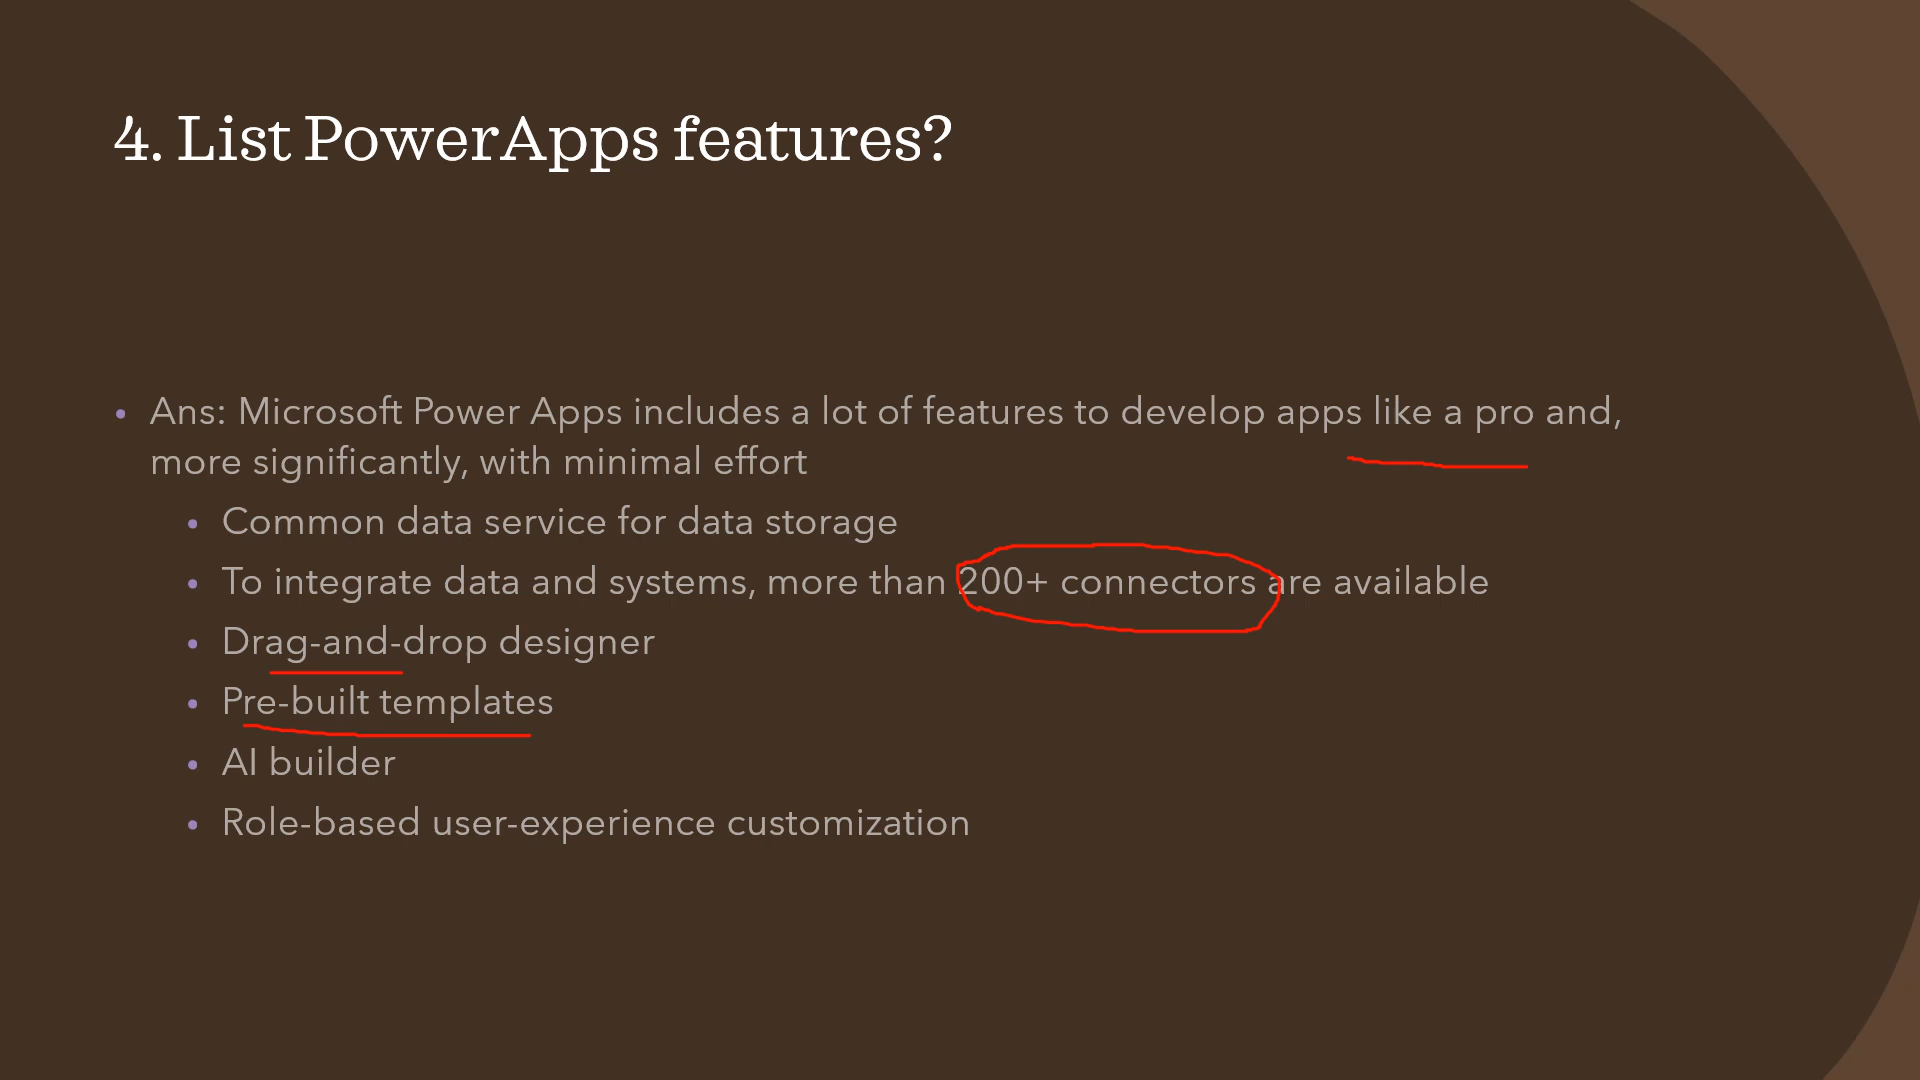 4. List PowerApps features?
• Ans: Microsoft Power Apps includes a lot of features to develop apps like a pro and,
more significantly, with minimal effort
• Common data service for data storage
• To integrate data and systems, more than 200+ connectors are available
• Drag-and-drop designer
• Pre-built templates
• AI builder
• Role-based user-experience customization